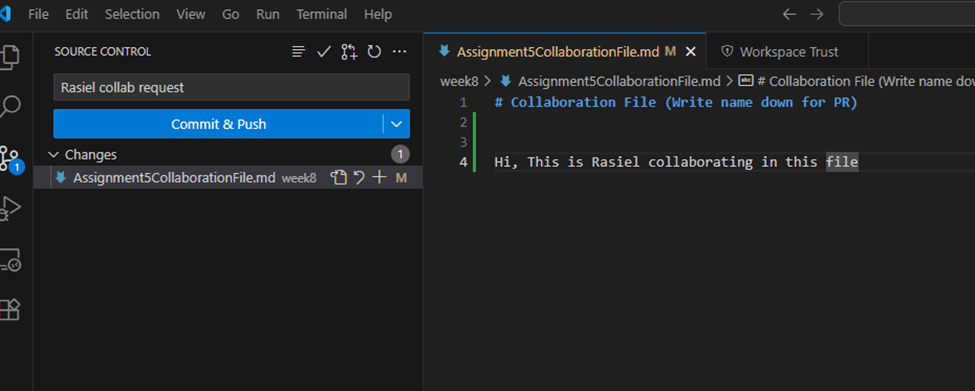 File Edit Selection View Go Run Terminal Help
SOURCE CONTROL
Rasiel collab request
Commit & Push
Changes 1
Assignment5CollaborationFile.md week8 M
1
Assignment5CollaborationFile.md M Workspace Trust
week8 > Assignment5CollaborationFile.md > abc # Collaboration File (Write name dow
1 # Collaboration File (Write name down for PR)
2
3
4 Hi, This is Rasiel collaborating in this file